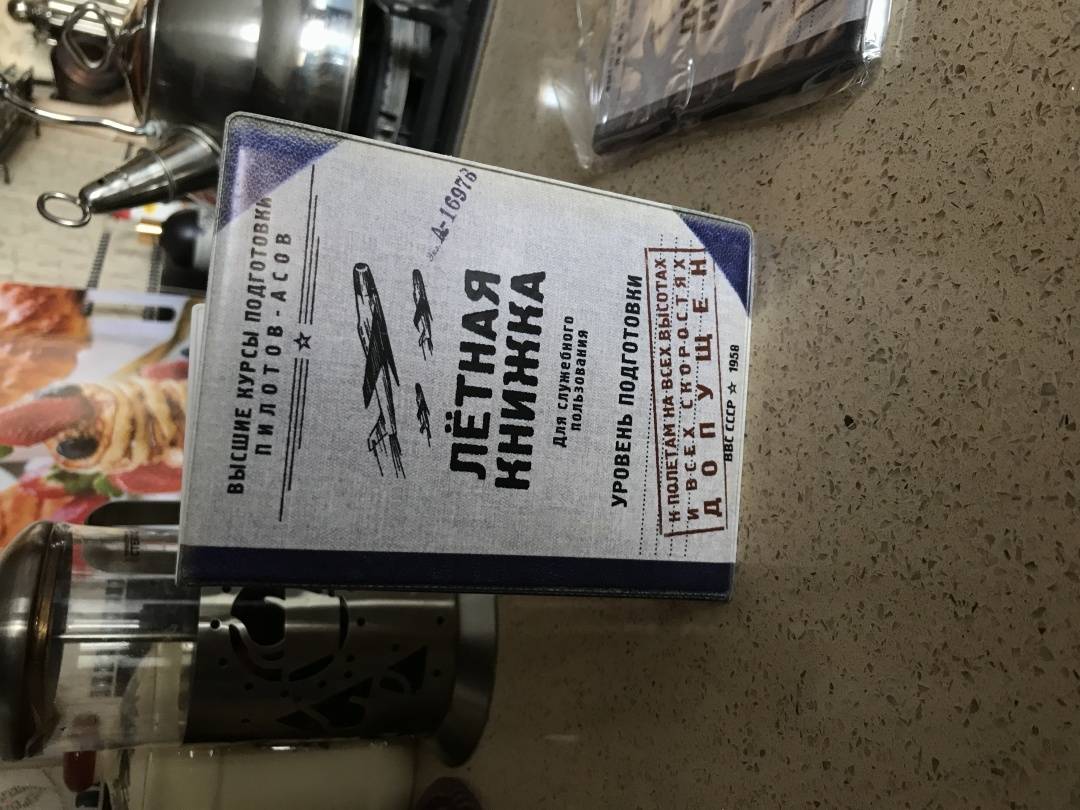 ВЫСШИЕ КУРСЫ ПОДГОТОВКИ
ПИЛОТОВ-АСОВ
А-16978
ЛЁТНАЯ
КНИЖКА
Для служебного
пользования
УРОВЕНЬ ПОДГОТОВКИ
К ПОЛЕТАМ НА ВСЕХ ВЫСОТАХ
И ВСЕХ СКОРОСТЯХ
ДОПУЩЕН
ВВС СССР ★ 1958